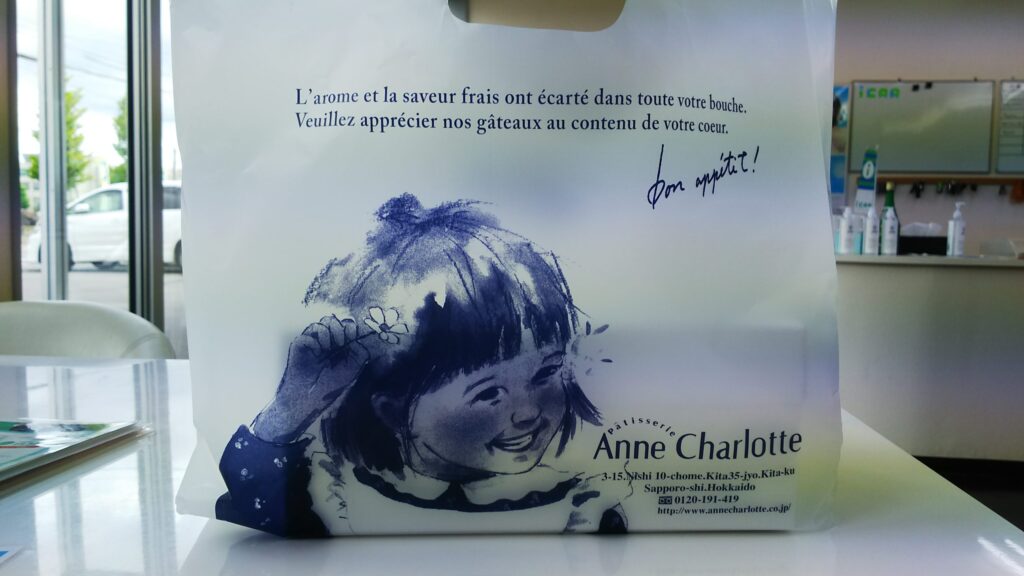 L'arome et la saveur frais ont écarté dans toute votre bouche.
Veuillez apprécier nos gâteaux au contenu de votre coeur.
bon appétit!
Pâtisserie
Anne Charlotte
3-15.Nishi 10-chome.Kita35-jyo.Kita-ku
Sapporo-shi.Hokkaido
0120-191-419
http://www.annecharlotte.co.jp/
iCAR